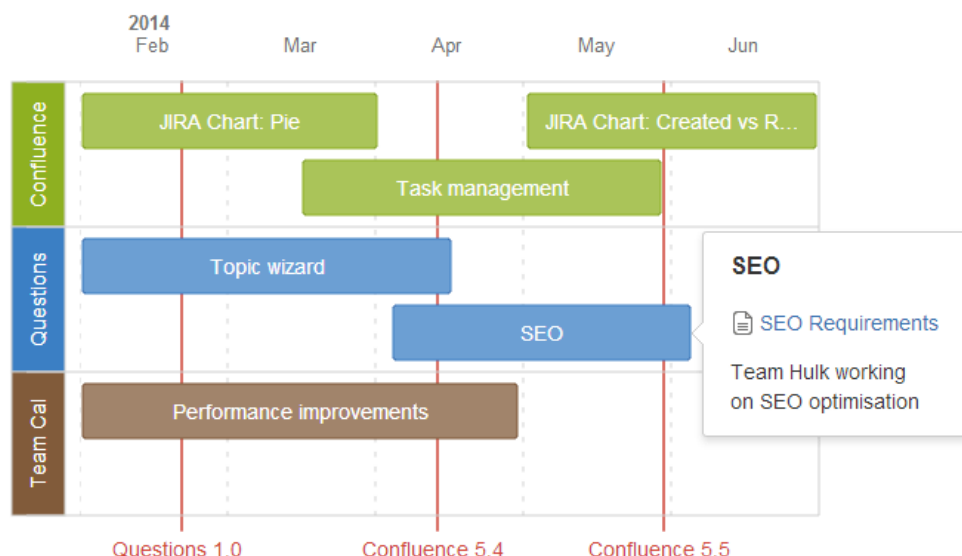 2014
Feb Mar Apr May Jun
Confluence
JIRA Chart: Pie
JIRA Chart: Created vs R...
Task management
Questions
Topic wizard
SEO
SEO
SEO Requirements
Team Hulk working
on SEO optimisation
Team Cal
Performance improvements
Questions 1.0 Confluence 5.4 Confluence 5.5